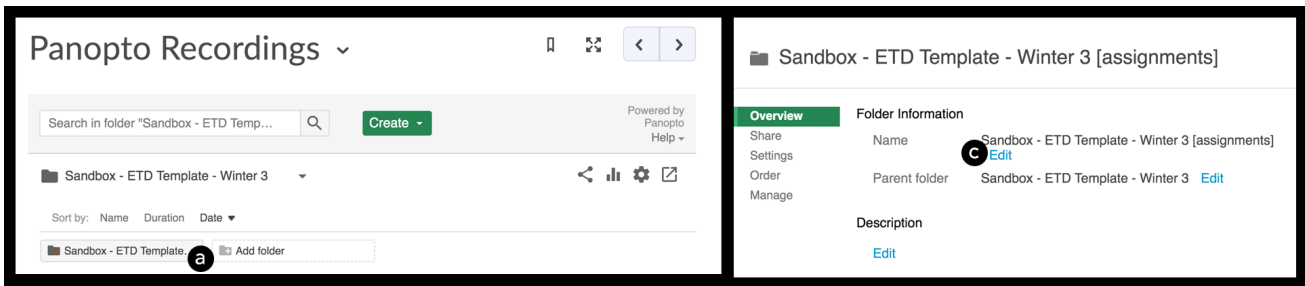 Panopto Recordings
Search in folder "Sandbox - ETD Temp...
Create
Powered by
Panopto
Help
Sandbox - ETD Template - Winter 3
Sort by: Name Duration Date
Sandbox - ETD Template..
a
Add folder
Sandbox - ETD Template - Winter 3 [assignments]
Overview
Share
Settings
Order
Manage
Folder Information
Name Sandbox - ETD Template - Winter 3 [assignments]
c Edit
Parent folder Sandbox - ETD Template - Winter 3 Edit
Description
Edit